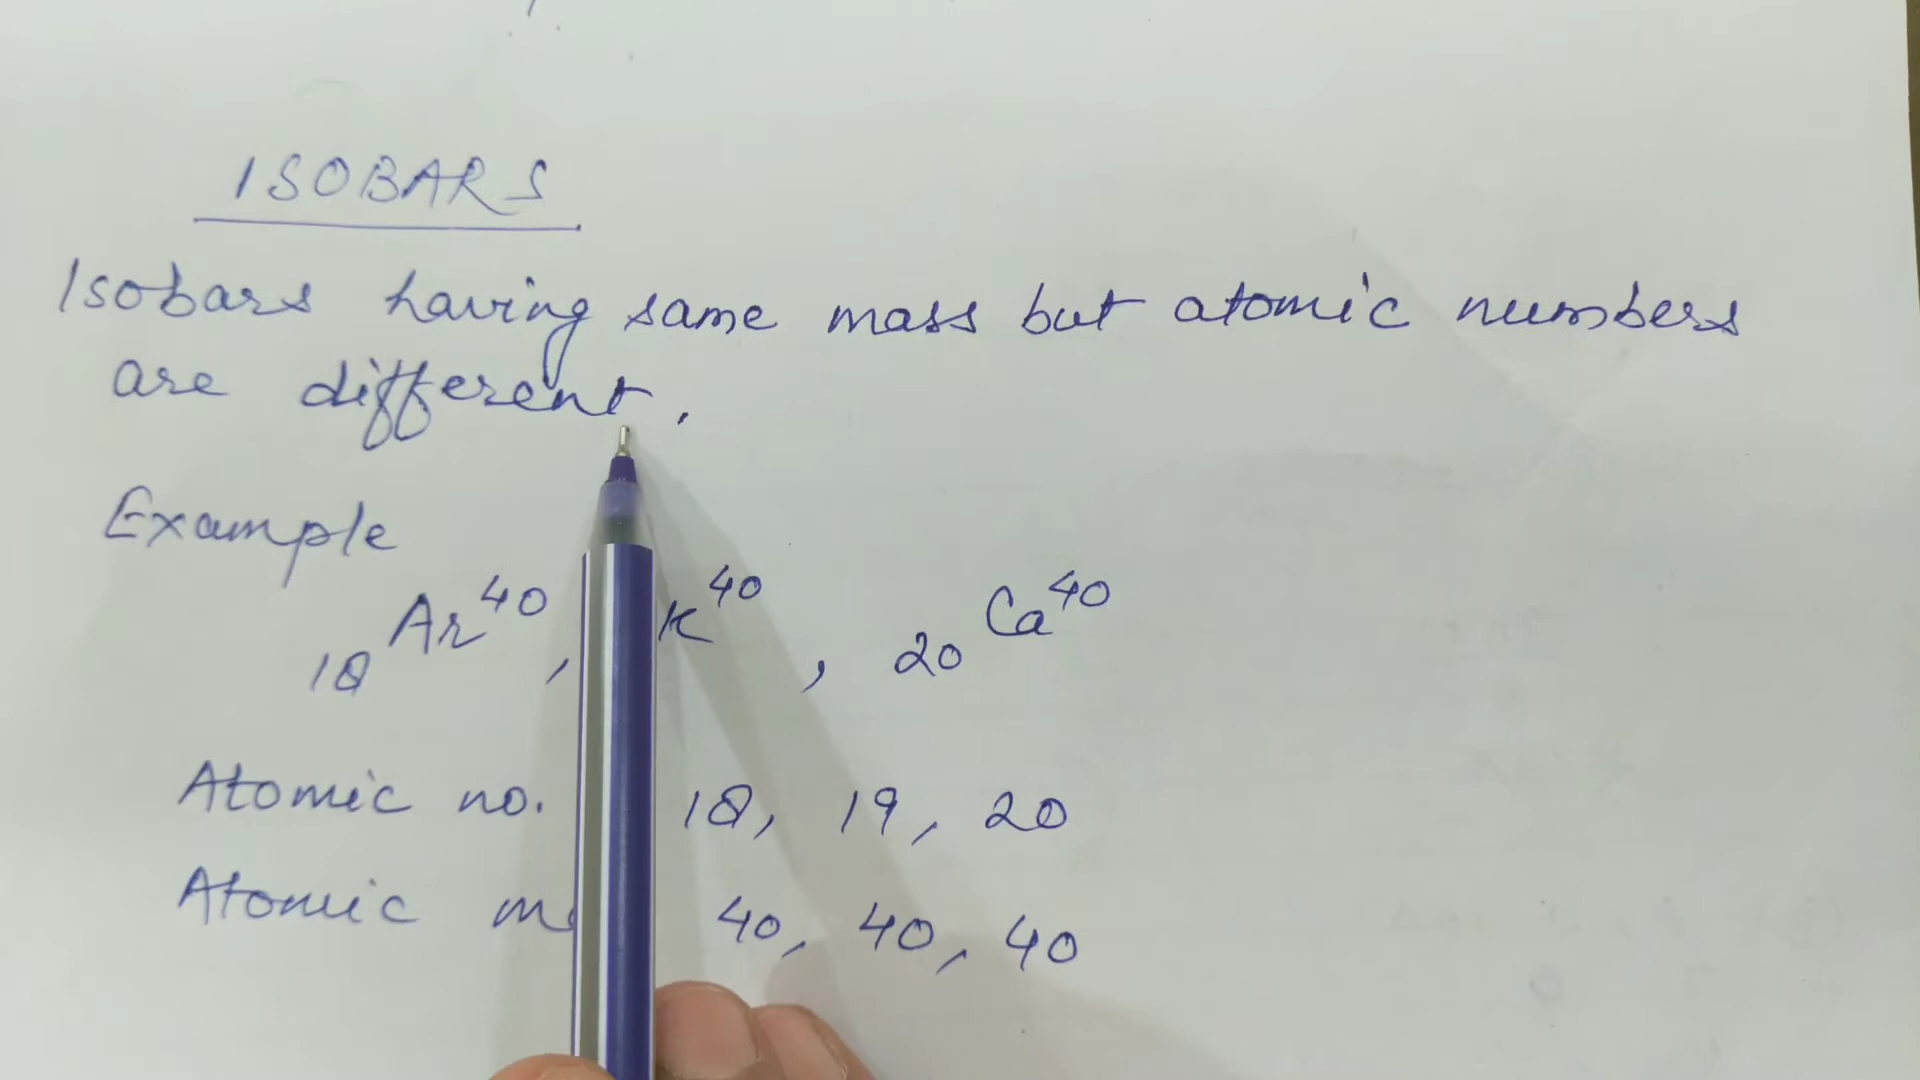 ISOBARS
Isobars having same mass but atomic numbers
are different.
Example
18 Ar 40, K 40, 20 Ca 40
Atomic no. 18, 19, 20
Atomic 40, 40, 40